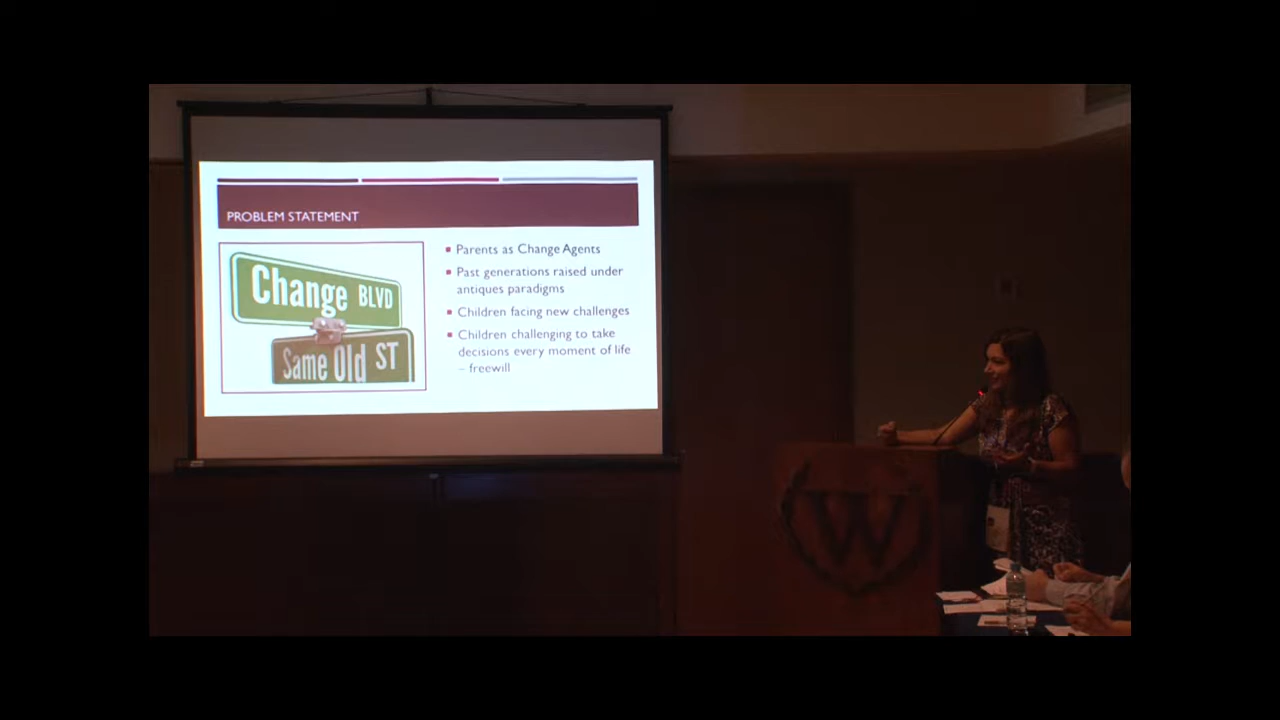 PROBLEM STATEMENT
Change BLVD
Same Old ST
Parents as Change Agents
Past generations raised under
antiques paradigms
Children facing new challenges
Children challenging to take
decisions every moment of life
– freewill
W